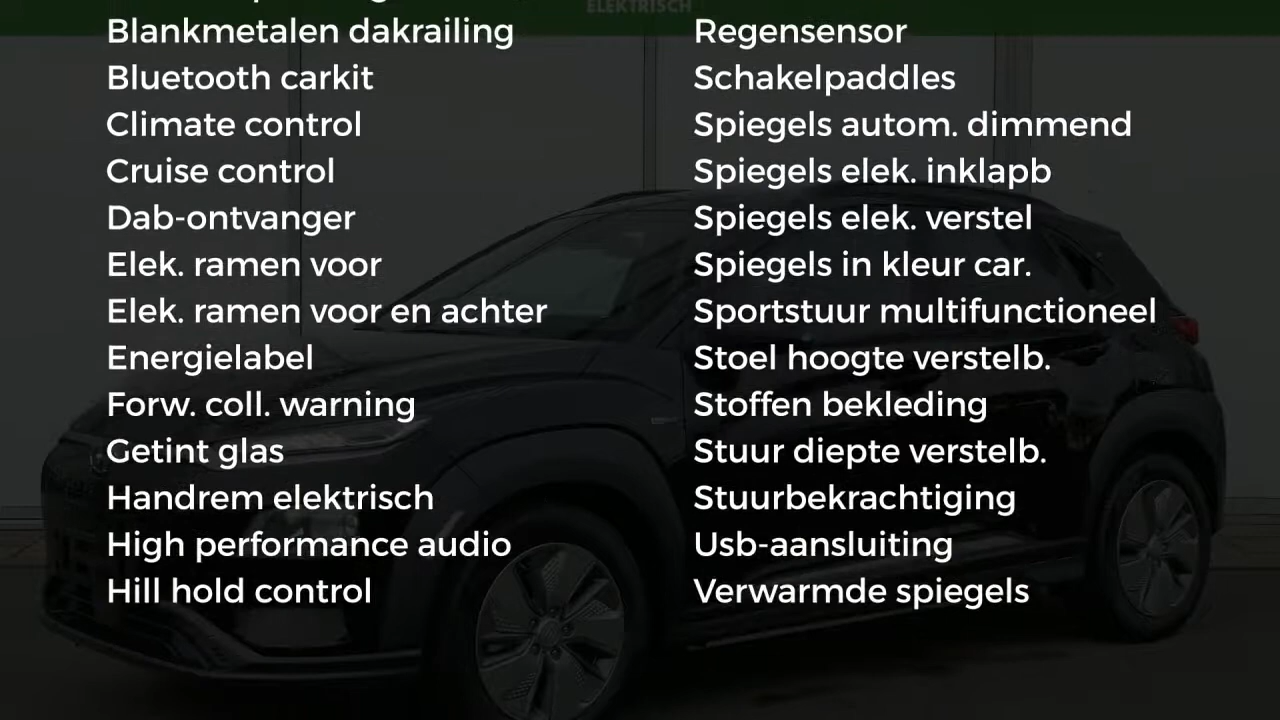 ELEKTRISCH
Blankmetalen dakrailing
Bluetooth carkit
Climate control
Cruise control
Dab-ontvanger
Elek. ramen voor
Elek. ramen voor en achter
Energielabel
Forw. coll. warning
Getint glas
Handrem elektrisch
High performance audio
Hill hold control
Regensensor
Schakelpaddles
Spiegels autom. dimmend
Spiegels elek. inklapb
Spiegels elek. verstel
Spiegels in kleur car.
Sportstuur multifunctioneel
Stoel hoogte verstelb.
Stoffen bekleding
Stuur diepte verstelb.
Stuurbekrachtiging
Usb-aansluiting
Verwarmde spiegels